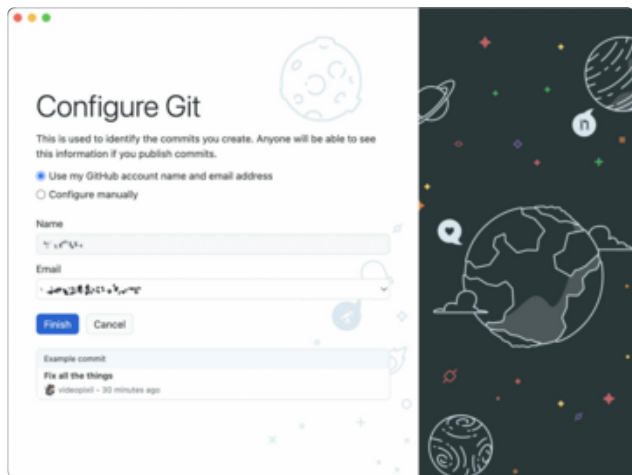 Configure Git
This is used to identify the commits you create. Anyone will be able to see
this information if you publish commits.
Use my GitHub account name and email address
Configure manually
Name
Email
Finish Cancel
Example commit
Fix all the things
videopixil - 30 minutes ago
n